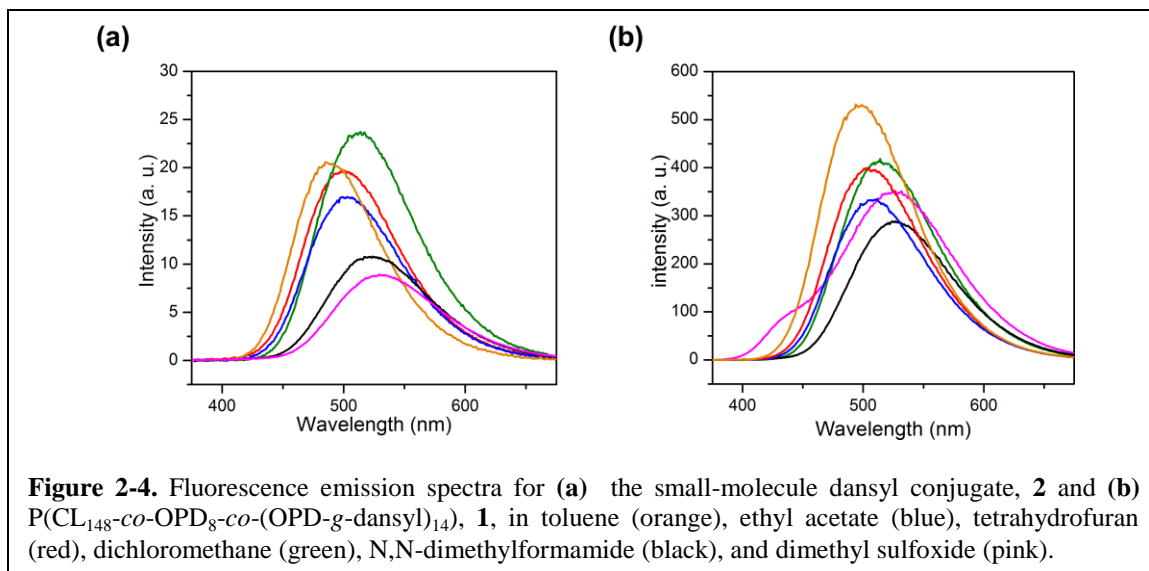 (a)
(b)
30
25
20
15
10
5
0
Intensity (a. u.)
400
500
600
Wavelength (nm)
600
500
400
300
200
100
0
intensity (a. u.)
400
500
600
Wavelength (nm)
Figure 2-4. Fluorescence emission spectra for (a) the small-molecule dansyl conjugate, 2 and (b)
P(CL148-co-OPD8-co-(OPD-g-dansyl)14), 1, in toluene (orange), ethyl acetate (blue), tetrahydrofuran
(red), dichloromethane (green), N,N-dimethylformamide (black), and dimethyl sulfoxide (pink).